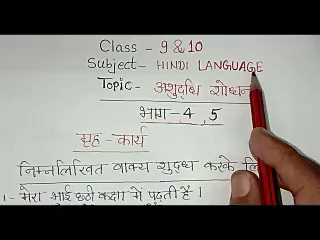 Class - 9 & 10
Subject- HINDI LANGUAGE
Topic- अशुद्धि शोधन
भाग-4, 5
गृह-कार्य
निम्नलिखित वाक्य शुद्ध करके
1- मेरा भाई छठी कक्षा में पढ़ती है।